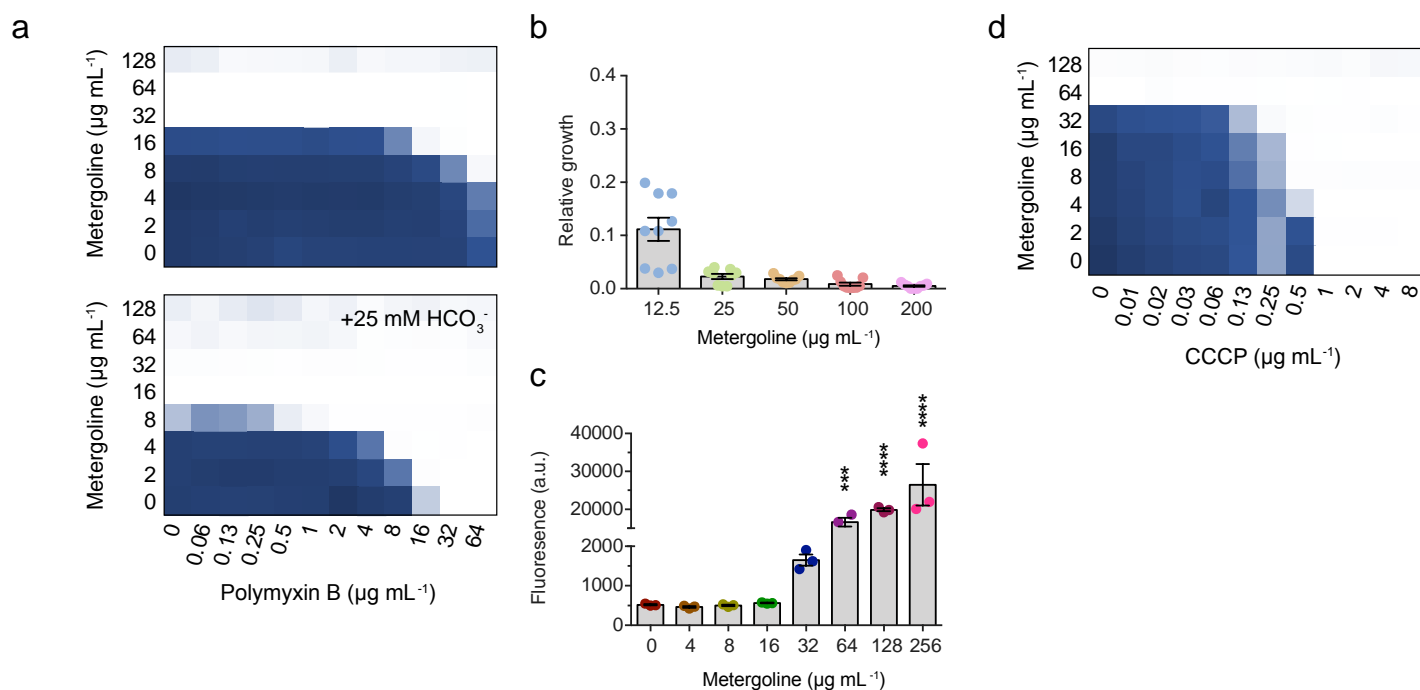 a
Metergoline (µg mL⁻¹)
128
64
32
16
8
4
2
0
+25 mM HCO₃⁻
Metergoline (µg mL⁻¹)
128
64
32
16
8
4
2
0
0 0.06 0.13 0.25 0.5 1 2 4 8 16 32 64
Polymyxin B (µg mL⁻¹)
b
Relative growth
0.4
0.3
0.2
0.1
0.0
12.5 25 50 100 200
Metergoline (µg mL⁻¹)
c
Fluoresence (a.u.)
40000
30000
20000
10000
2000
1000
0
*** **** ****
0 4 8 16 32 64 128 256
Metergoline (µg mL⁻¹)
d
Metergoline (µg mL⁻¹)
128
64
32
16
8
4
2
0
0 0.01 0.02 0.03 0.06 0.13 0.25 0.5 1 2 4 8
CCCP (µg mL⁻¹)